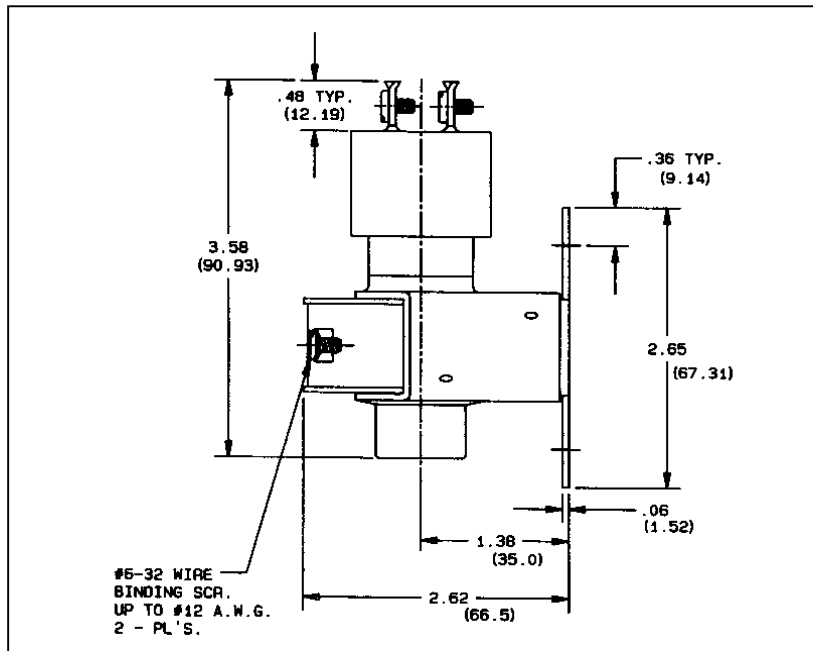 .48 TYP.
(12.19)
.36 TYP.
(9.14)
3.58
(90.93)
2.65
(67.31)
.06
(1.52)
1.38
(35.0)
2.62
(66.5)
#6-32 WIRE
BINDING SCR.
UP TO #12 A.W.G.
2 - PL'S.